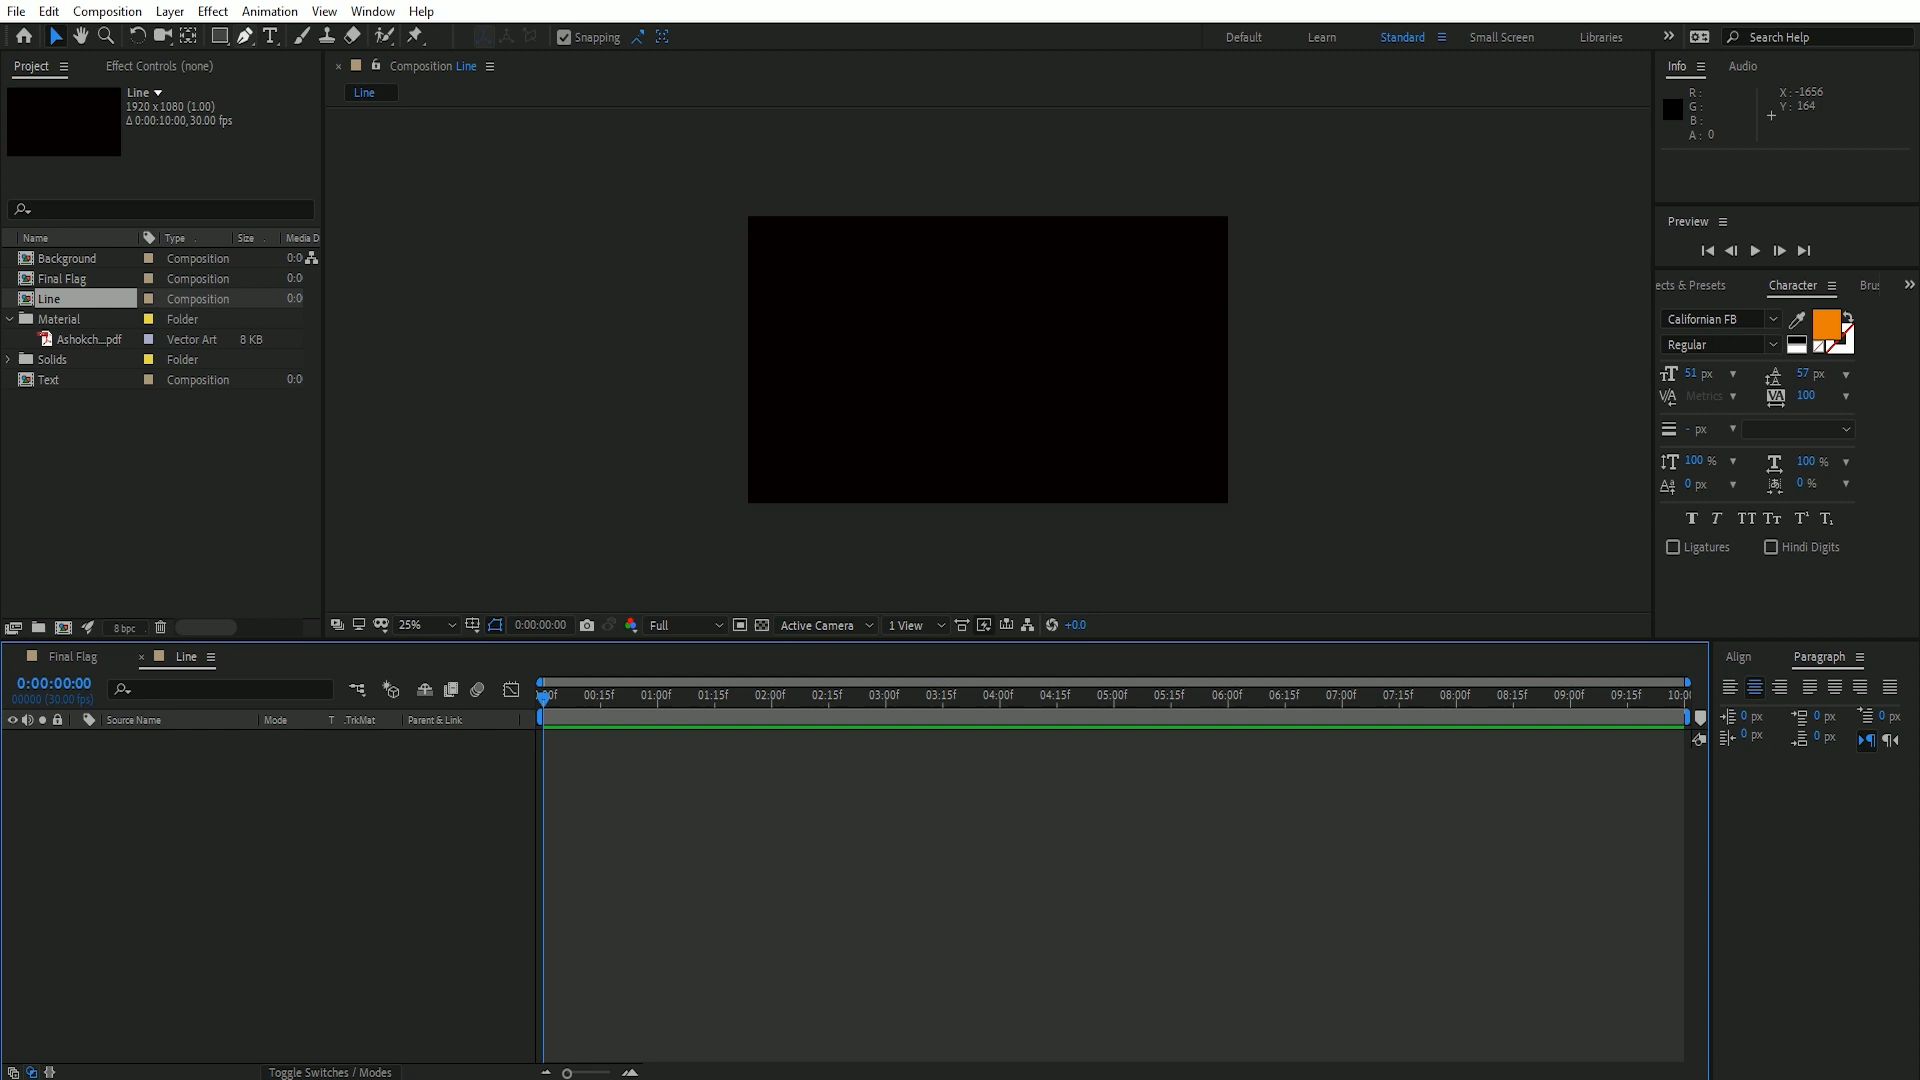 File Edit Composition Layer Effect Animation View Window Help
Snapping
Default Learn Standard Small Screen Libraries Search Help
Project Effect Controls (none)
Composition Line
Line
Line
1920 x 1080 (1.00)
Δ 0:00:10:00, 30.00 fps
Name Type Size Media D
Background Composition 0:0
Final Flag Composition 0:0
Line Composition 0:0
Material Folder
Ashokch...pdf Vector Art 8 KB
Solids Folder
Text Composition 0:0
8 bpc
25% 0:00:00:00 Full Active Camera 1 View +0.0
Info Audio
R :
G :
B :
A : 0
X : -1656
Y : 164
Preview
ects & Presets Character Bru
Californian FB
Regular
51 px 57 px
Metrics 100
- px
100 % 100 %
0 px 0 %
Ligatures Hindi Digits
Final Flag Line
0:00:00:00
00000 (30.00 fps)
Source Name Mode T .TrkMat Parent & Link
00f 00:15f 01:00f 01:15f 02:00f 02:15f 03:00f 03:15f 04:00f 04:15f 05:00f 05:15f 06:00f 06:15f 07:00f 07:15f 08:00f 08:15f 09:00f 09:15f 10:0
Toggle Switches / Modes
Align Paragraph
0 px 0 px 0 px
0 px 0 px